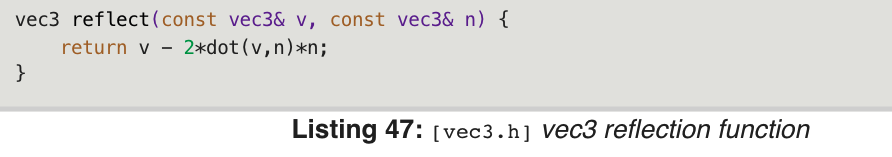 vec3 reflect(const vec3& v, const vec3& n) {
    return v - 2*dot(v,n)*n;
}
Listing 47: [vec3.h] vec3 reflection function